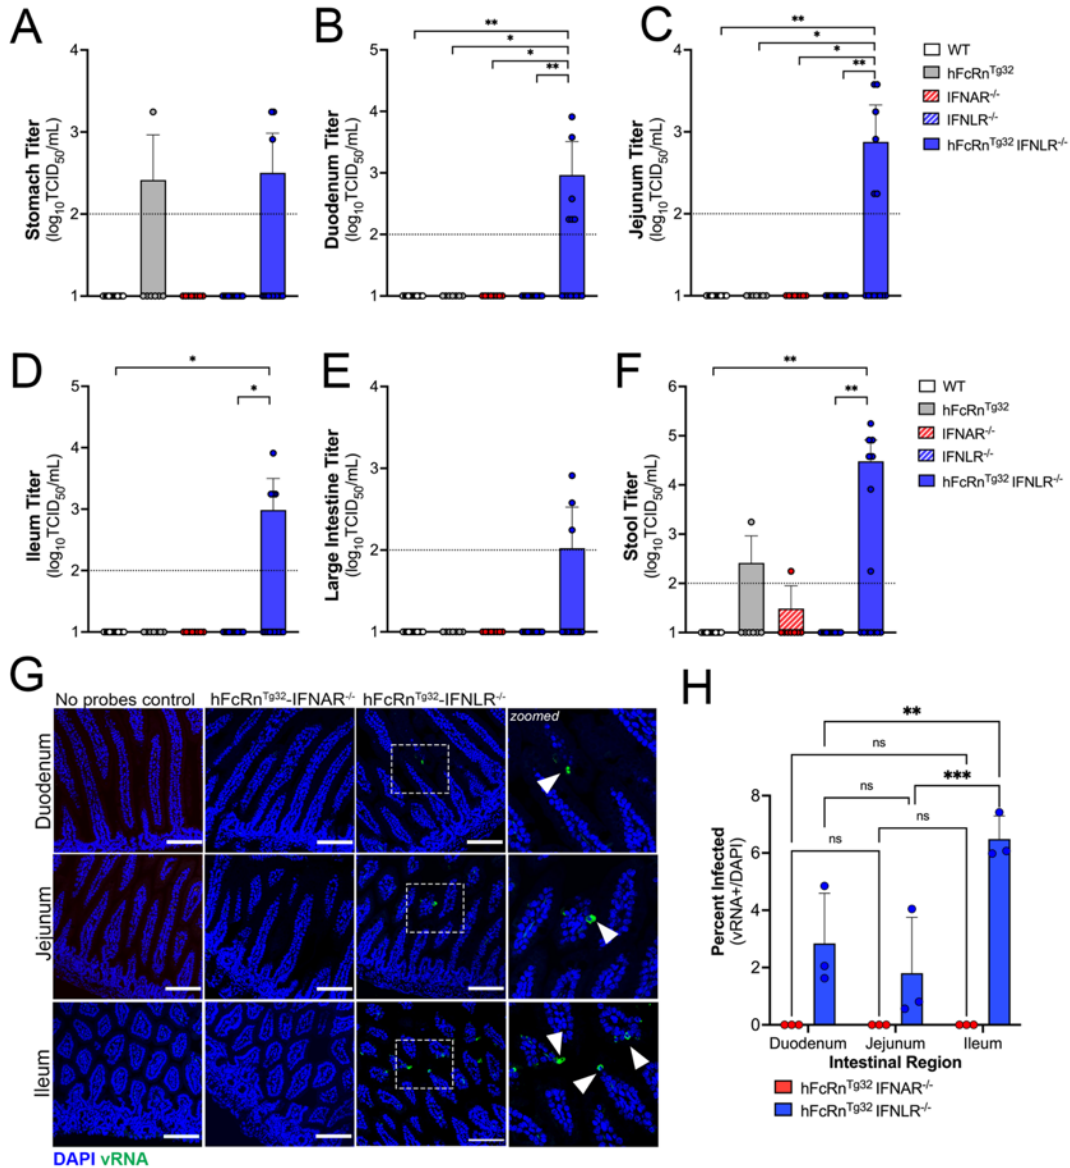 A
Stomach Titer
(log10TCID50/mL)
4
3
2
1
B
Duodenum Titer
(log10TCID50/mL)
5
4
3
2
1
**
*
*
**
C
Jejunum Titer
(log10TCID50/mL)
4
3
2
1
**
*
*
**
WT
hFcRnTg32
IFNAR-/-
IFNLR-/-
hFcRnTg32 IFNLR-/-
D
Ileum Titer
(log10TCID50/mL)
5
4
3
2
1
*
*
E
Large Intestine Titer
(log10TCID50/mL)
4
3
2
1
F
Stool Titer
(log10TCID50/mL)
6
5
4
3
2
1
**
**
WT
hFcRnTg32
IFNAR-/-
IFNLR-/-
hFcRnTg32 IFNLR-/-
G
No probes control
hFcRnTg32-IFNAR-/-
hFcRnTg32-IFNLR-/-
zoomed
Duodenum
Jejunum
Ileum
DAPI vRNA
H
**
ns
***
ns
ns
ns
Percent Infected
(vRNA+/DAPI)
8
6
4
2
0
Duodenum Jejunum Ileum
Intestinal Region
hFcRnTg32 IFNAR-/-
hFcRnTg32 IFNLR-/-